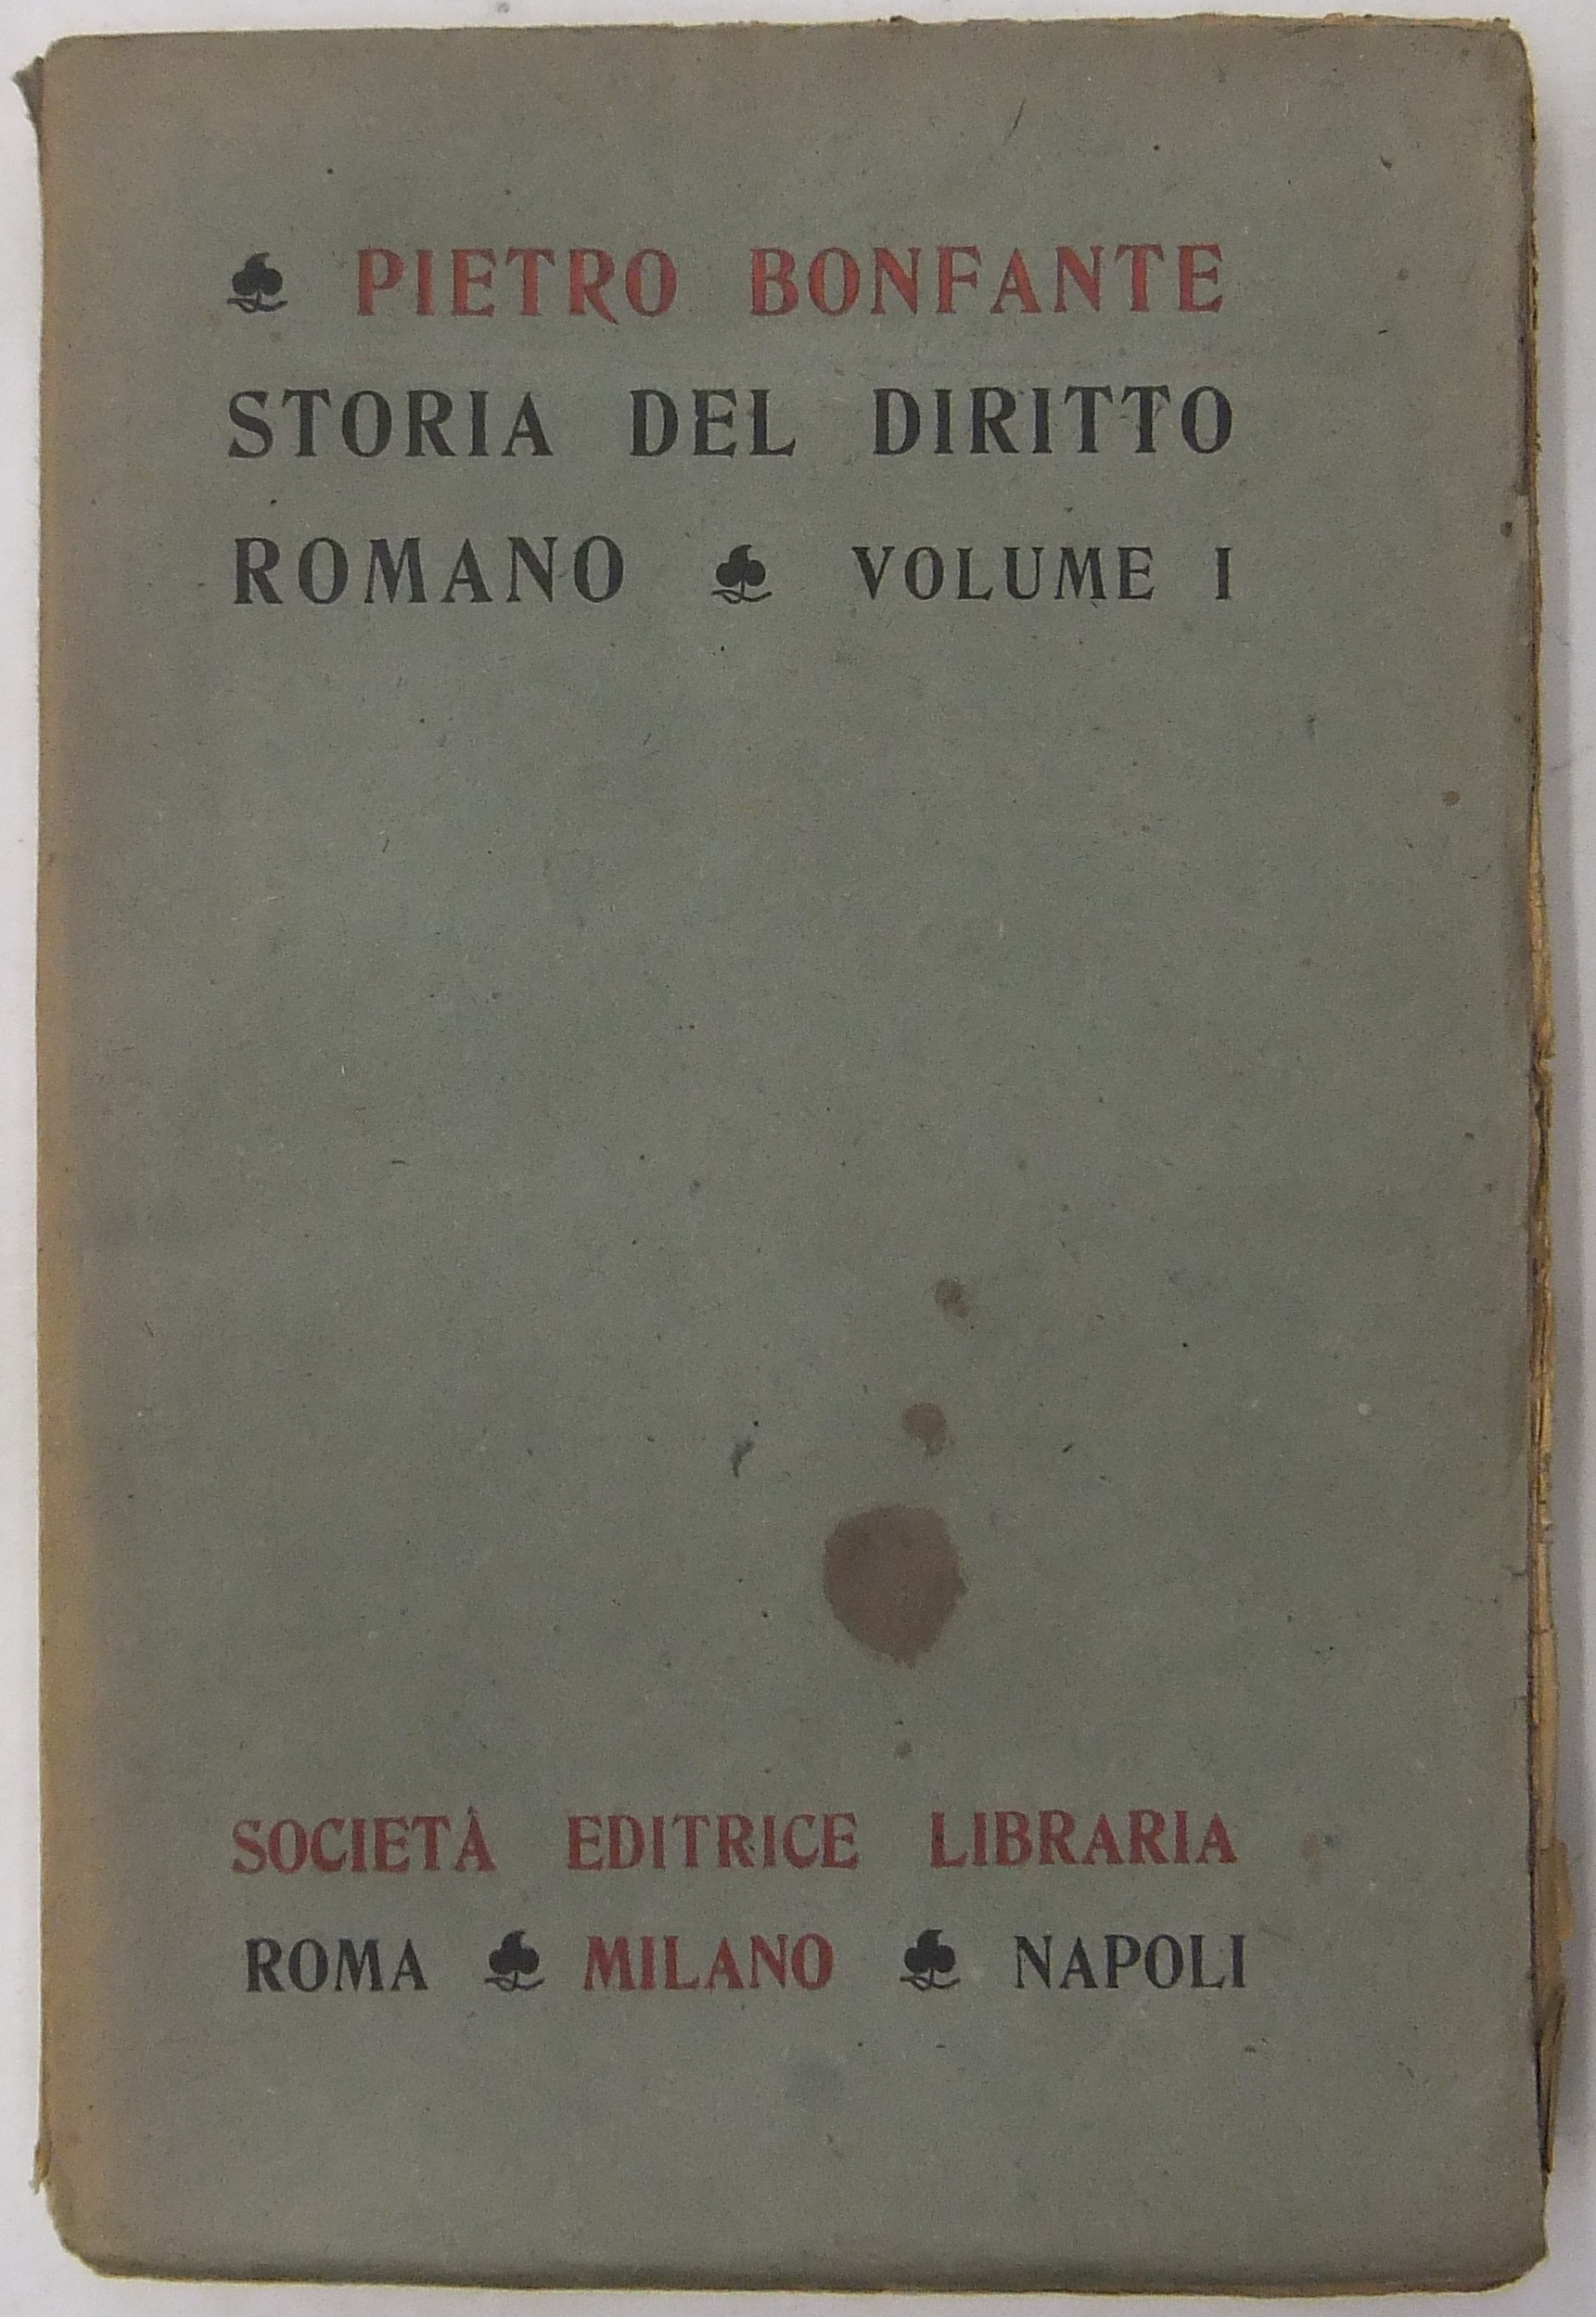 PIETRO BONFANTE
STORIA DEL DIRITTO
ROMANO VOLUME I
SOCIETÀ EDITRICE LIBRARIA
ROMA MILANO NAPOLI